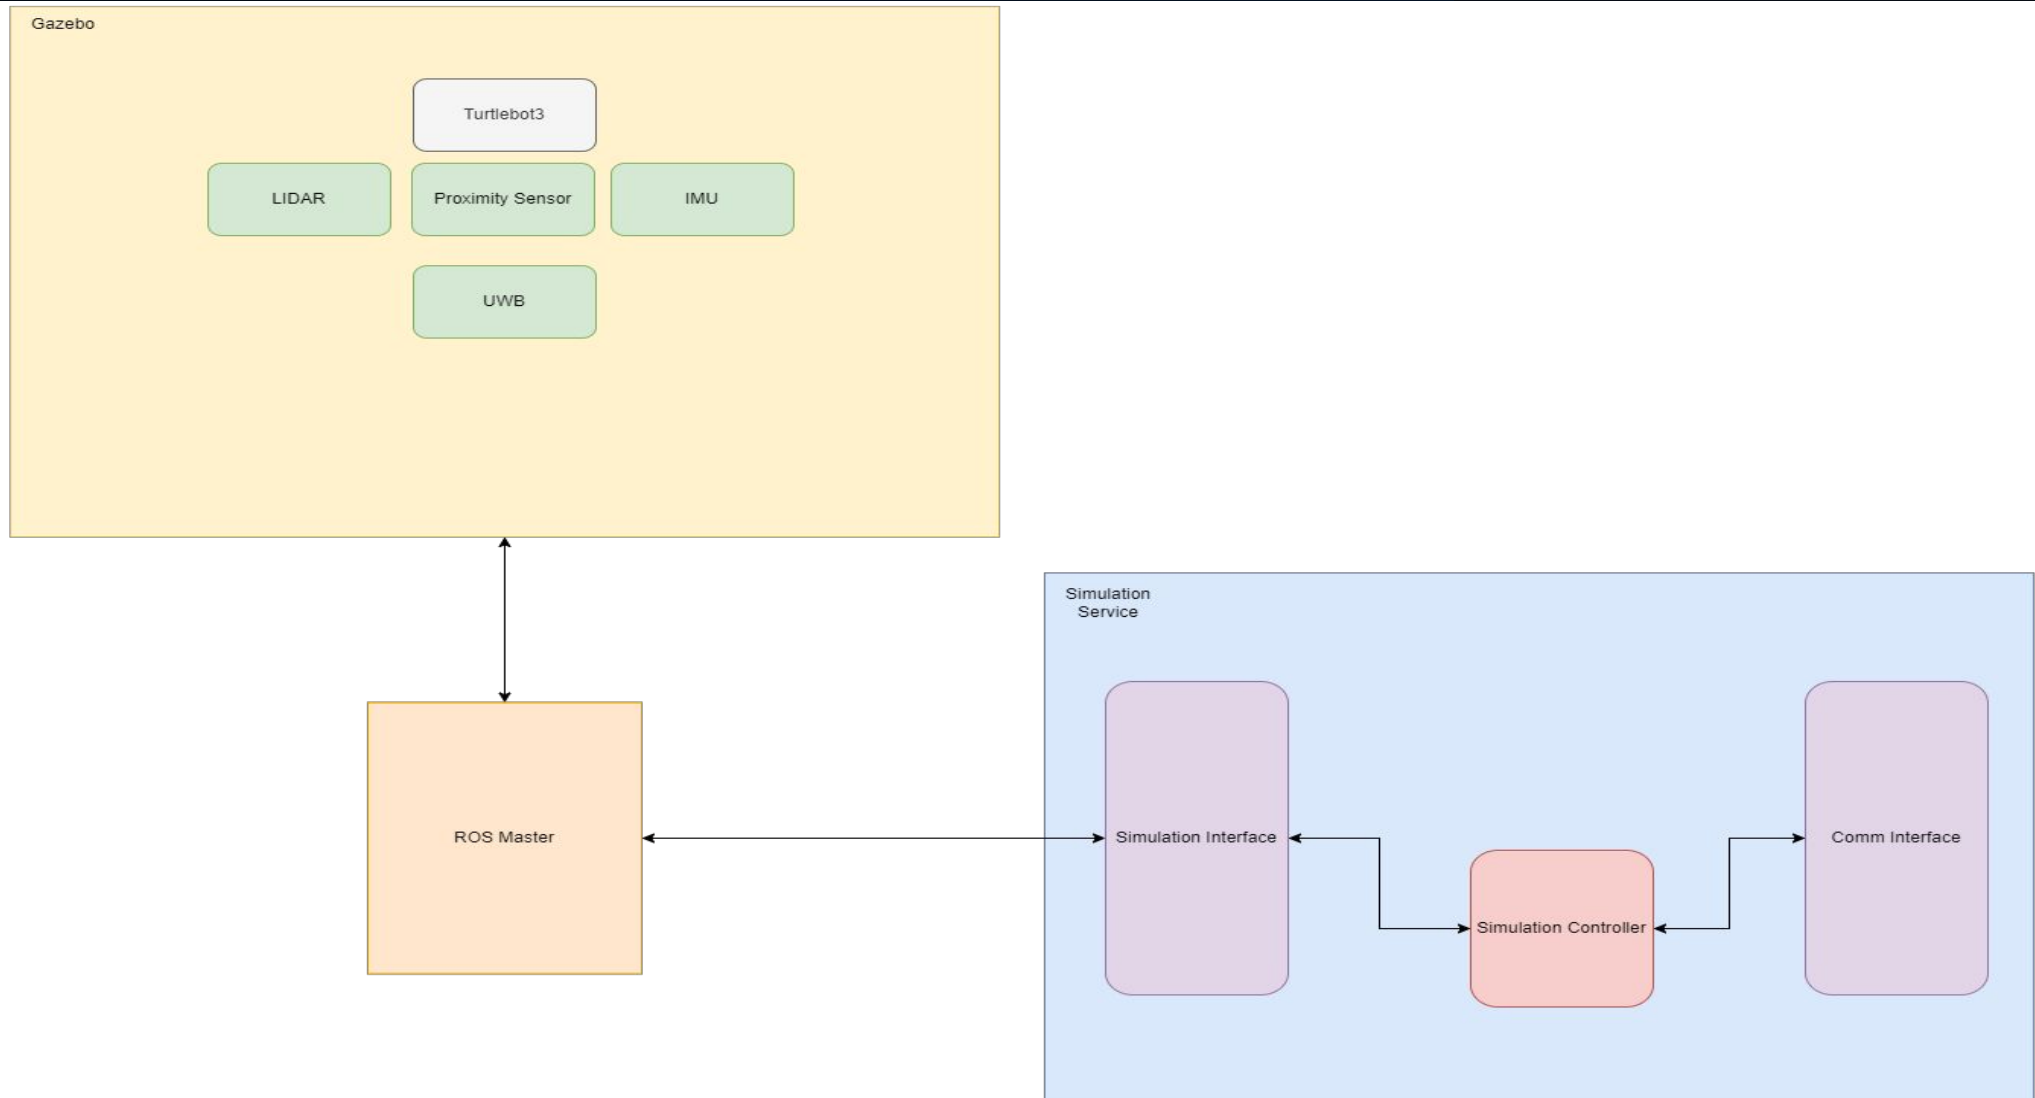 Gazebo
Turtlebot3
LIDAR
Proximity Sensor
IMU
UWB
Simulation
Service
ROS Master
Simulation Interface
Simulation Controller
Comm Interface